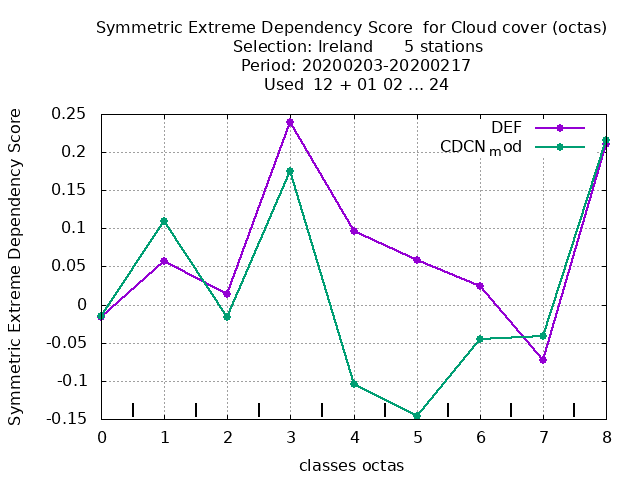 Symmetric Extreme Dependency Score  for Cloud cover (octas)
Selection: Ireland      5 stations
Period: 20200203-20200217
Used  12 + 01 02 ... 24
Symmetric Extreme Dependency Score
0.25
0.2
0.15
0.1
0.05
0
-0.05
-0.1
-0.15
DEF
CDCNmod
0 1 2 3 4 5 6 7 8
classes octas